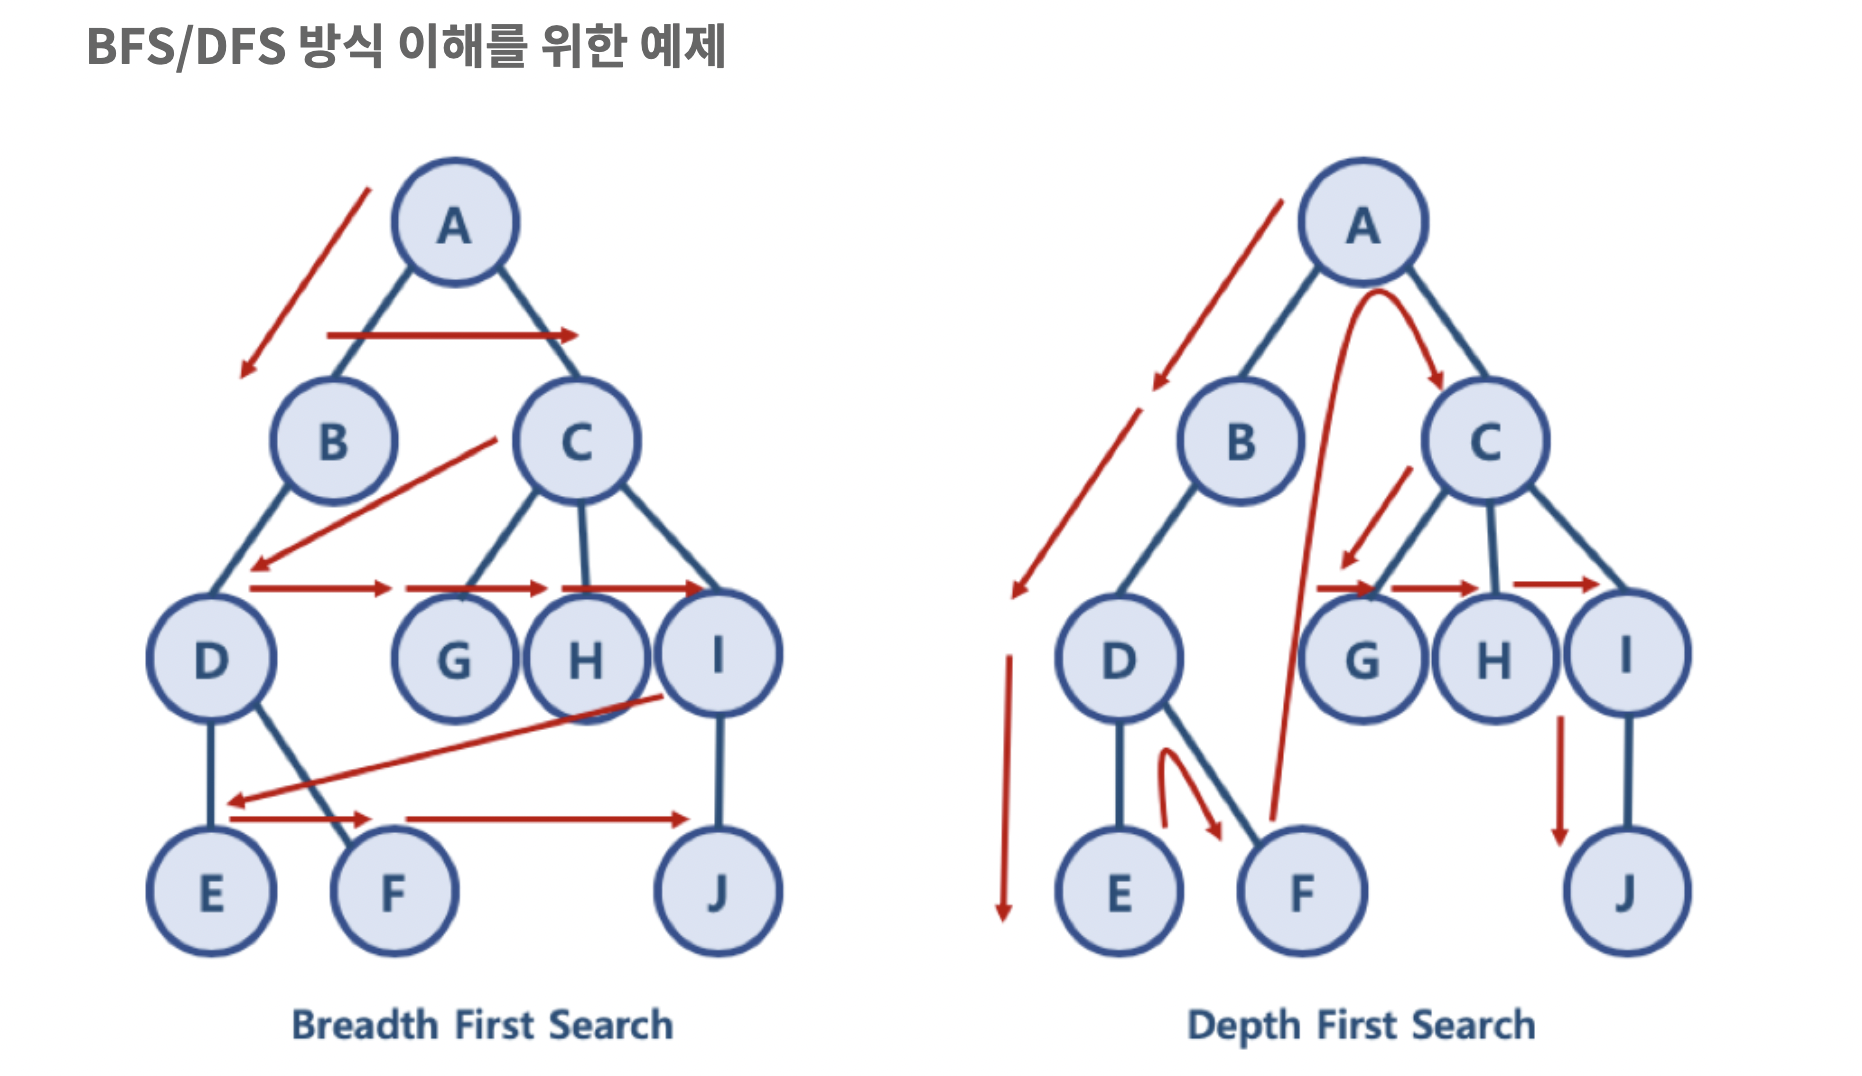 BFS/DFS 방식 이해를 위한 예제
A
B C
D G H I
E F J
Breadth First Search
A
B C
D G H I
E F J
Depth First Search